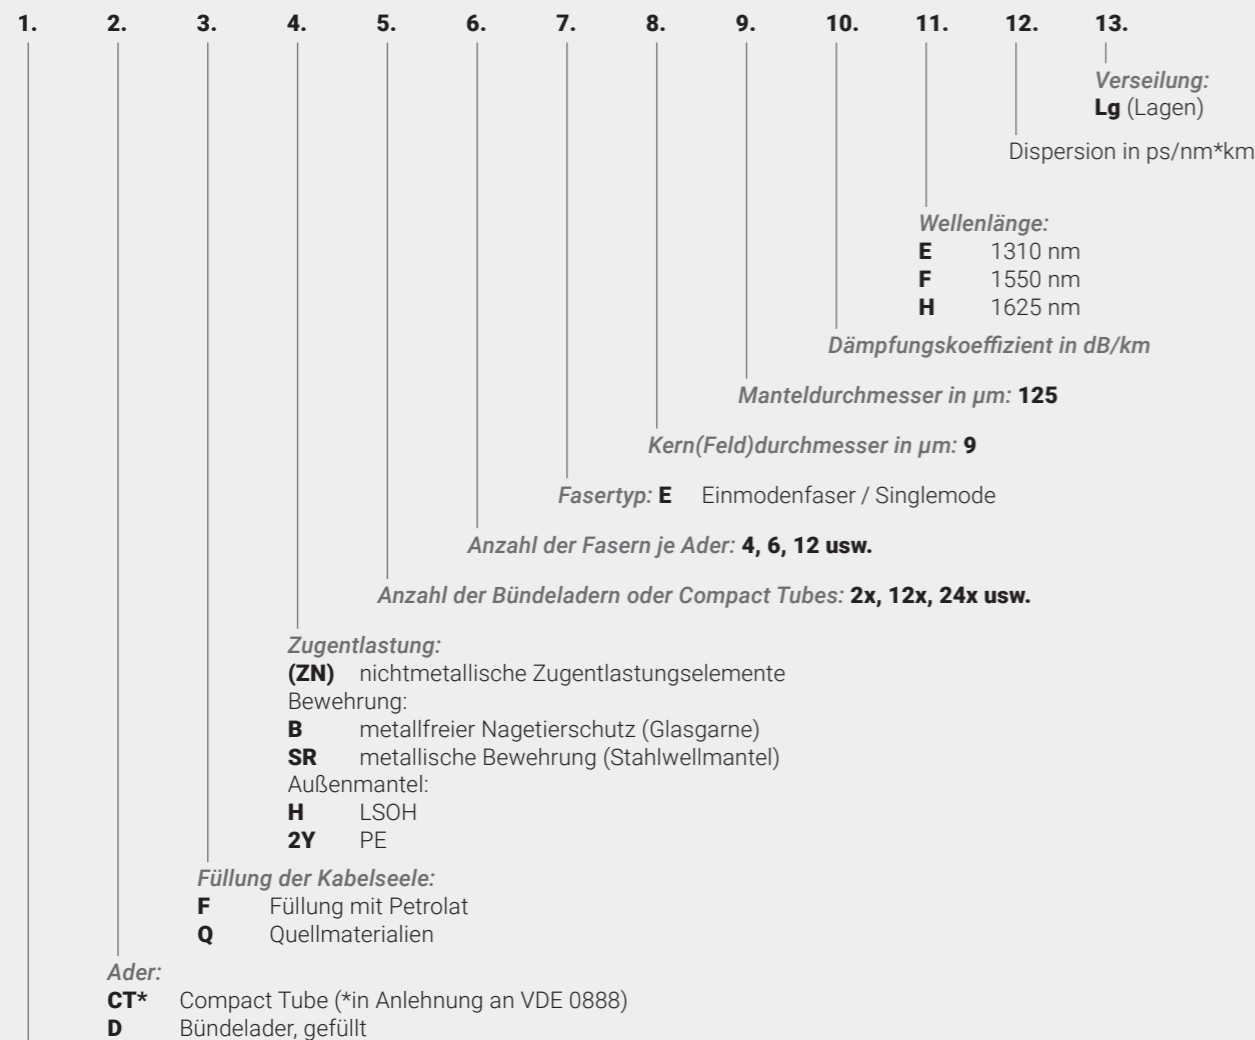 1. 2. 3. 4. 5. 6. 7. 8. 9. 10. 11. 12. 13.
Verseilung:
Lg (Lagen)
Dispersion in ps/nm*km
Wellenlänge:
E 1310 nm
F 1550 nm
H 1625 nm
Dämpfungskoeffizient in dB/km
Manteldurchmesser in µm: 125
Kern(Feld)durchmesser in µm: 9
Fasertyp: E Einmodenfaser / Singlemode
Anzahl der Fasern je Ader: 4, 6, 12 usw.
Anzahl der Bündeladern oder Compact Tubes: 2x, 12x, 24x usw.
Zugentlastung:
(ZN) nichtmetallische Zugentlastungselemente
Bewehrung:
B metallfreier Nagetierschutz (Glasgarne)
SR metallische Bewehrung (Stahlwellmantel)
Außenmantel:
H LSOH
2Y PE
Füllung der Kabelseele:
F Füllung mit Petrolat
Q Quellmaterialien
Ader:
CT* Compact Tube (*in Anlehnung an VDE 0888)
D Bündelader, gefüllt